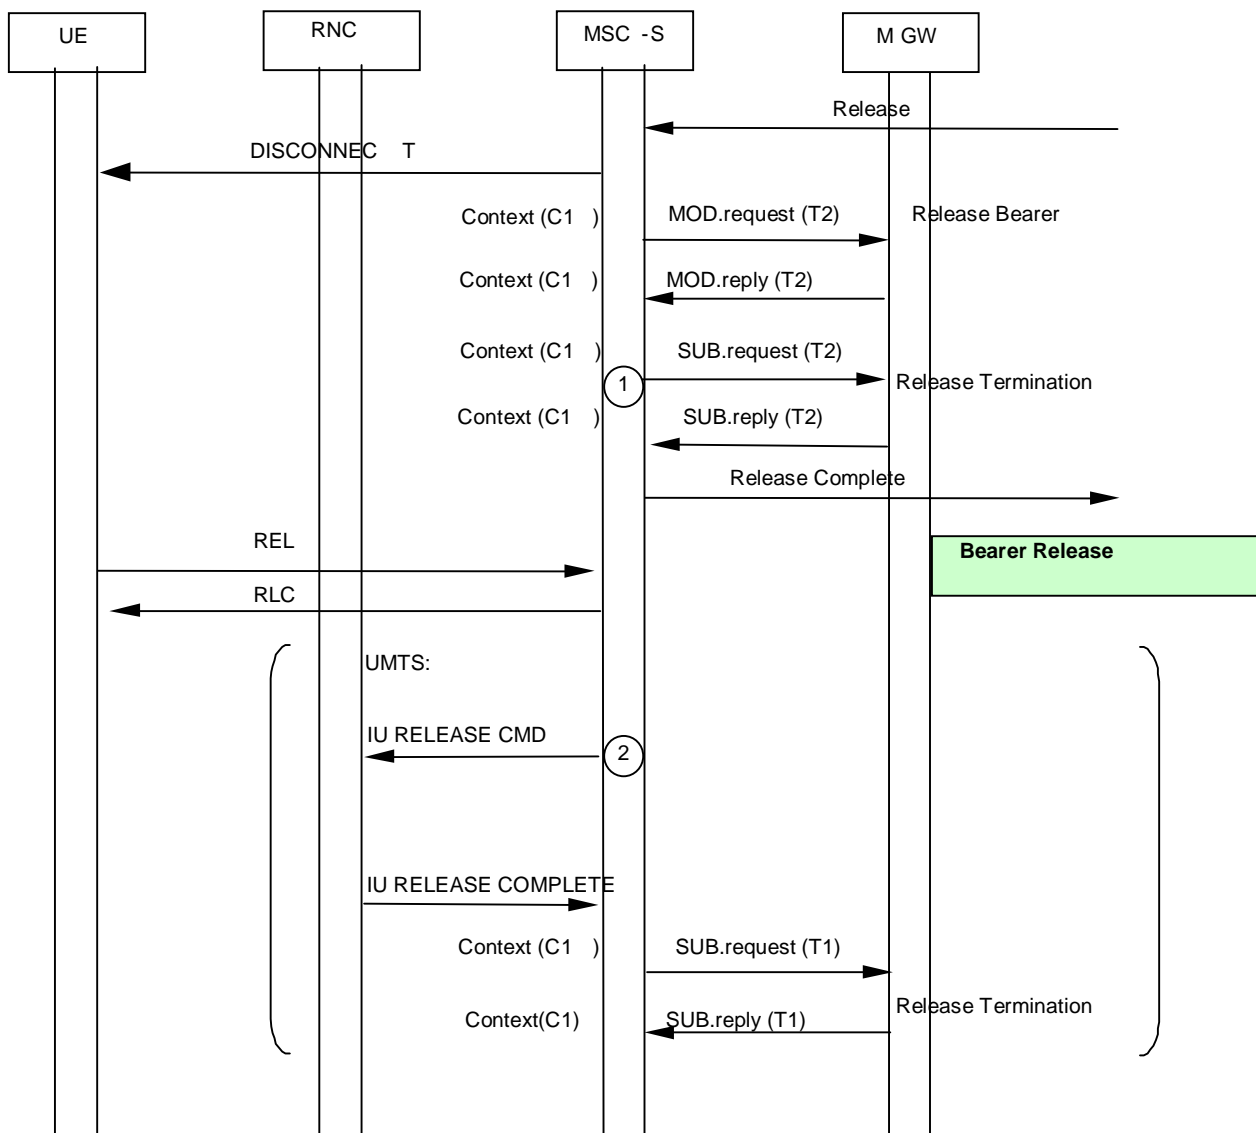 UE
RNC
MSC -S
M GW
Release
DISCONNEC T
Context (C1 )
MOD.request (T2)
Release Bearer
Context (C1 )
MOD.reply (T2)
Context (C1 )
SUB.request (T2)
1
Release Termination
Context (C1 )
SUB.reply (T2)
Release Complete
REL
Bearer Release
RLC
UMTS:
IU RELEASE CMD
2
IU RELEASE COMPLETE
Context (C1 )
SUB.request (T1)
Release Termination
Context(C1)
SUB.reply (T1)